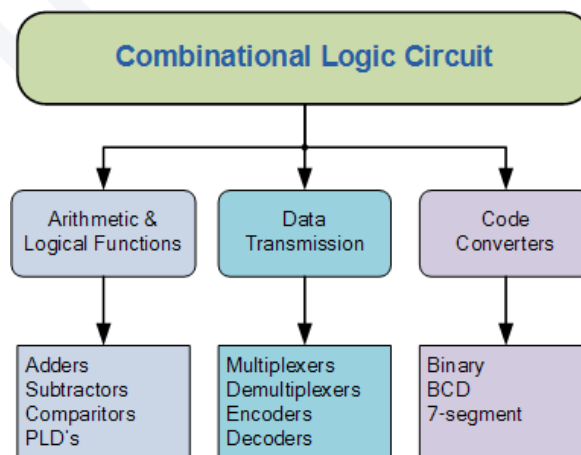 Combinational Logic Circuit
Arithmetic &
Logical Functions
Data
Transmission
Code
Converters
Adders
Subtractors
Comparitors
PLD's
Multiplexers
Demultiplexers
Encoders
Decoders
Binary
BCD
7-segment